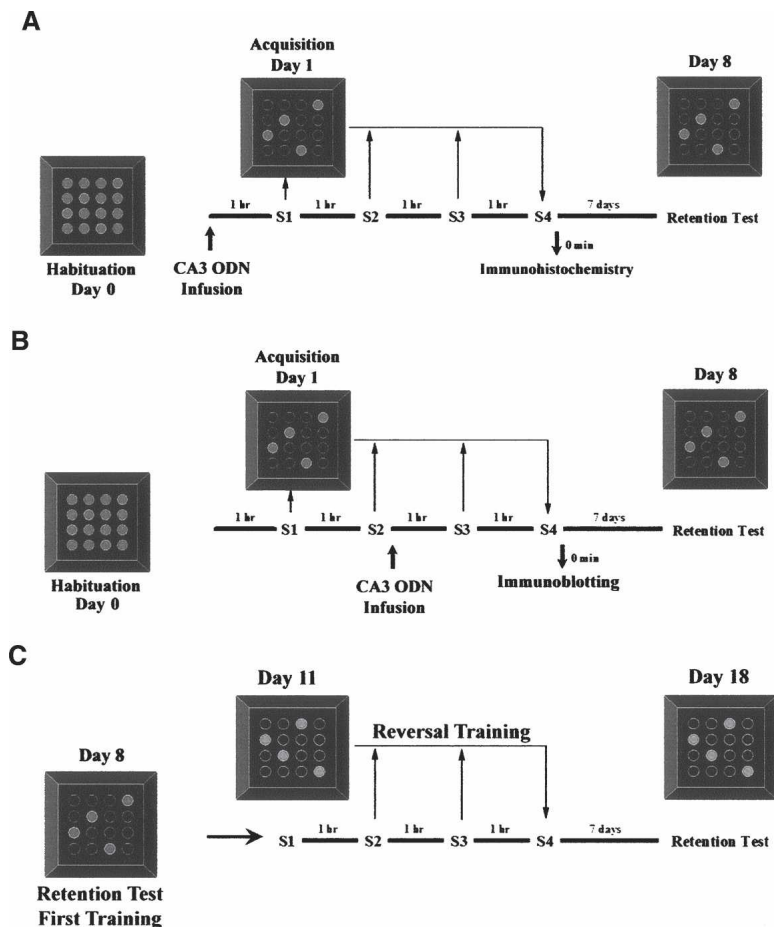 A
Acquisition
Day 1
Day 8
Habituation
Day 0
1 hr
S1
1 hr
S2
1 hr
S3
1 hr
S4
7 days
Retention Test
CA3 ODN
Infusion
0 min
Immunohistochemistry
B
Acquisition
Day 1
Day 8
Habituation
Day 0
1 hr
S1
1 hr
S2
1 hr
S3
1 hr
S4
7 days
Retention Test
CA3 ODN
Infusion
0 min
Immunoblotting
C
Day 11
Day 18
Day 8
Reversal Training
S1
1 hr
S2
1 hr
S3
1 hr
S4
7 days
Retention Test
Retention Test
First Training